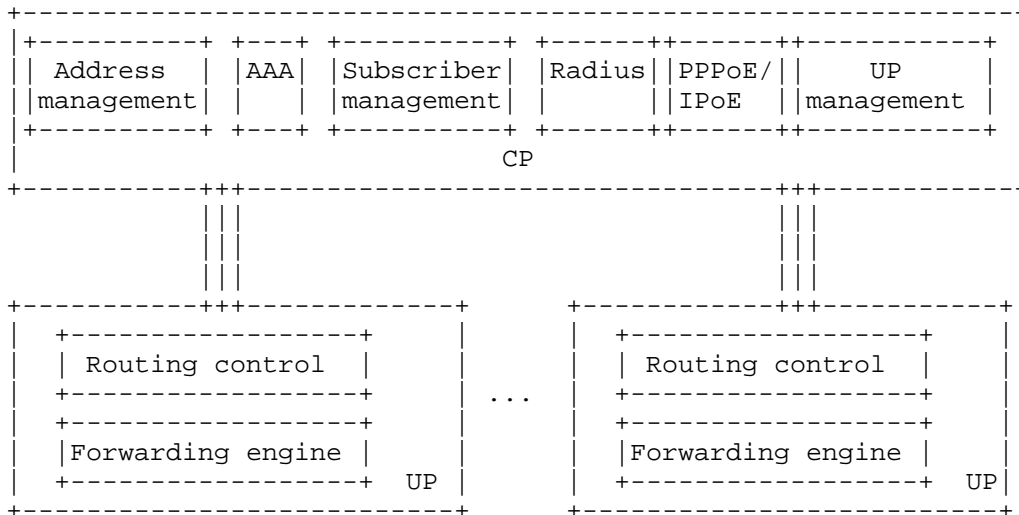 Address AAA Subscriber Radius PPPoE/ UP
management management IPoE management
CP
Routing control Routing control
...
Forwarding engine Forwarding engine
UP UP